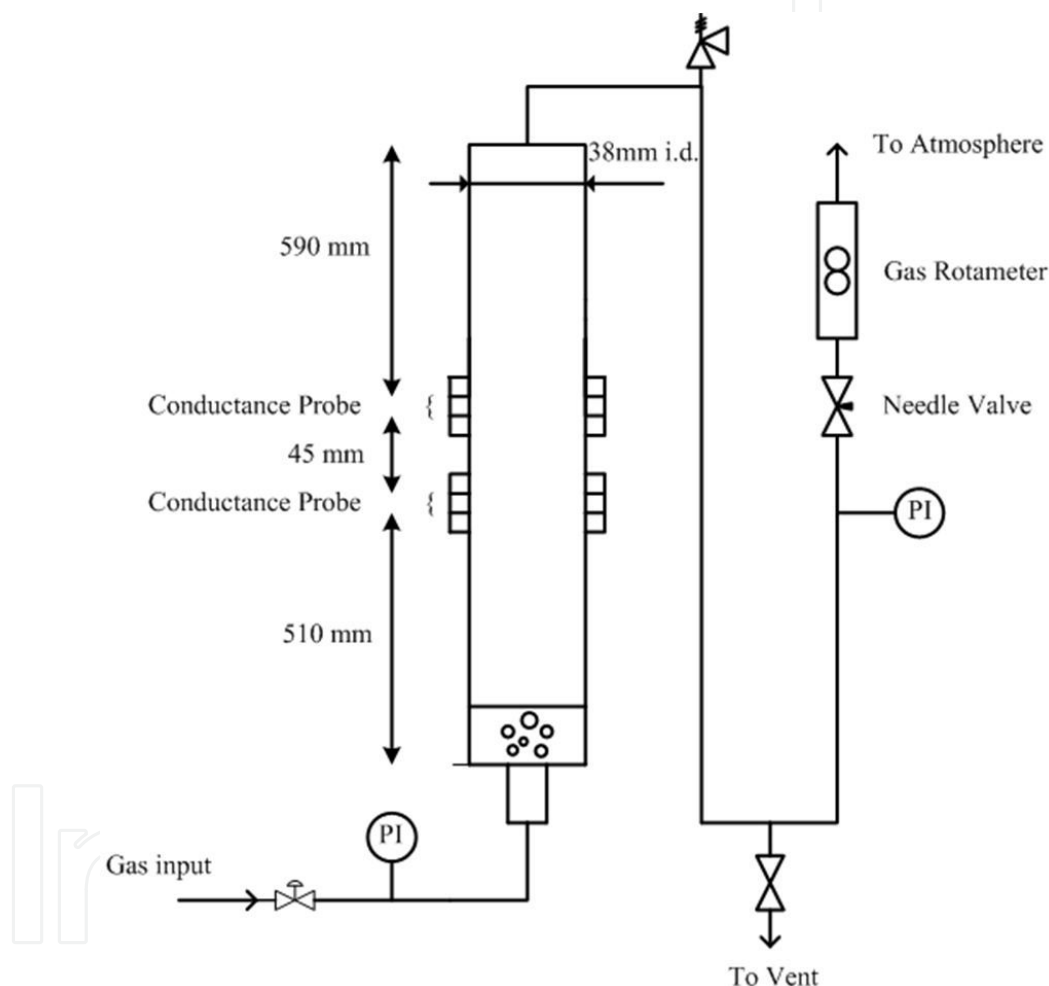 38mm i.d.
To Atmosphere
590 mm
Gas Rotameter
Conductance Probe
Needle Valve
45 mm
Conductance Probe
PI
510 mm
PI
Gas input
To Vent